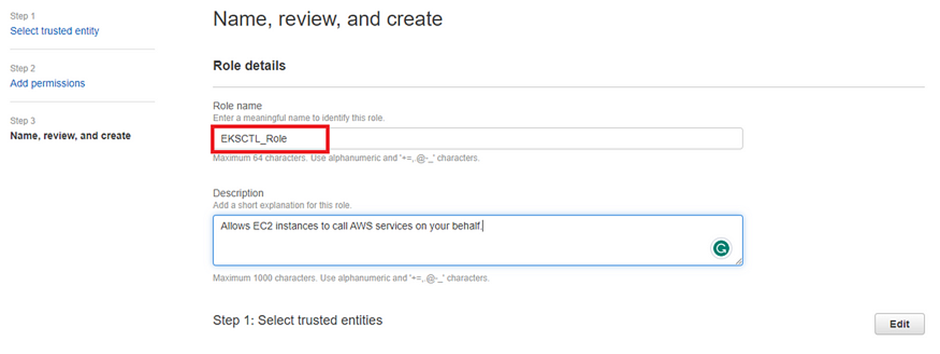 Step 1
Select trusted entity
Step 2
Add permissions
Step 3
Name, review, and create
Name, review, and create
Role details
Role name
Enter a meaningful name to identify this role.
EKSCTL_Role
Maximum 64 characters. Use alphanumeric and '+=,.@-_' characters.
Description
Add a short explanation for this role.
Allows EC2 instances to call AWS services on your behalf.
Maximum 1000 characters. Use alphanumeric and '+=,.@-_' characters.
Step 1: Select trusted entities
Edit